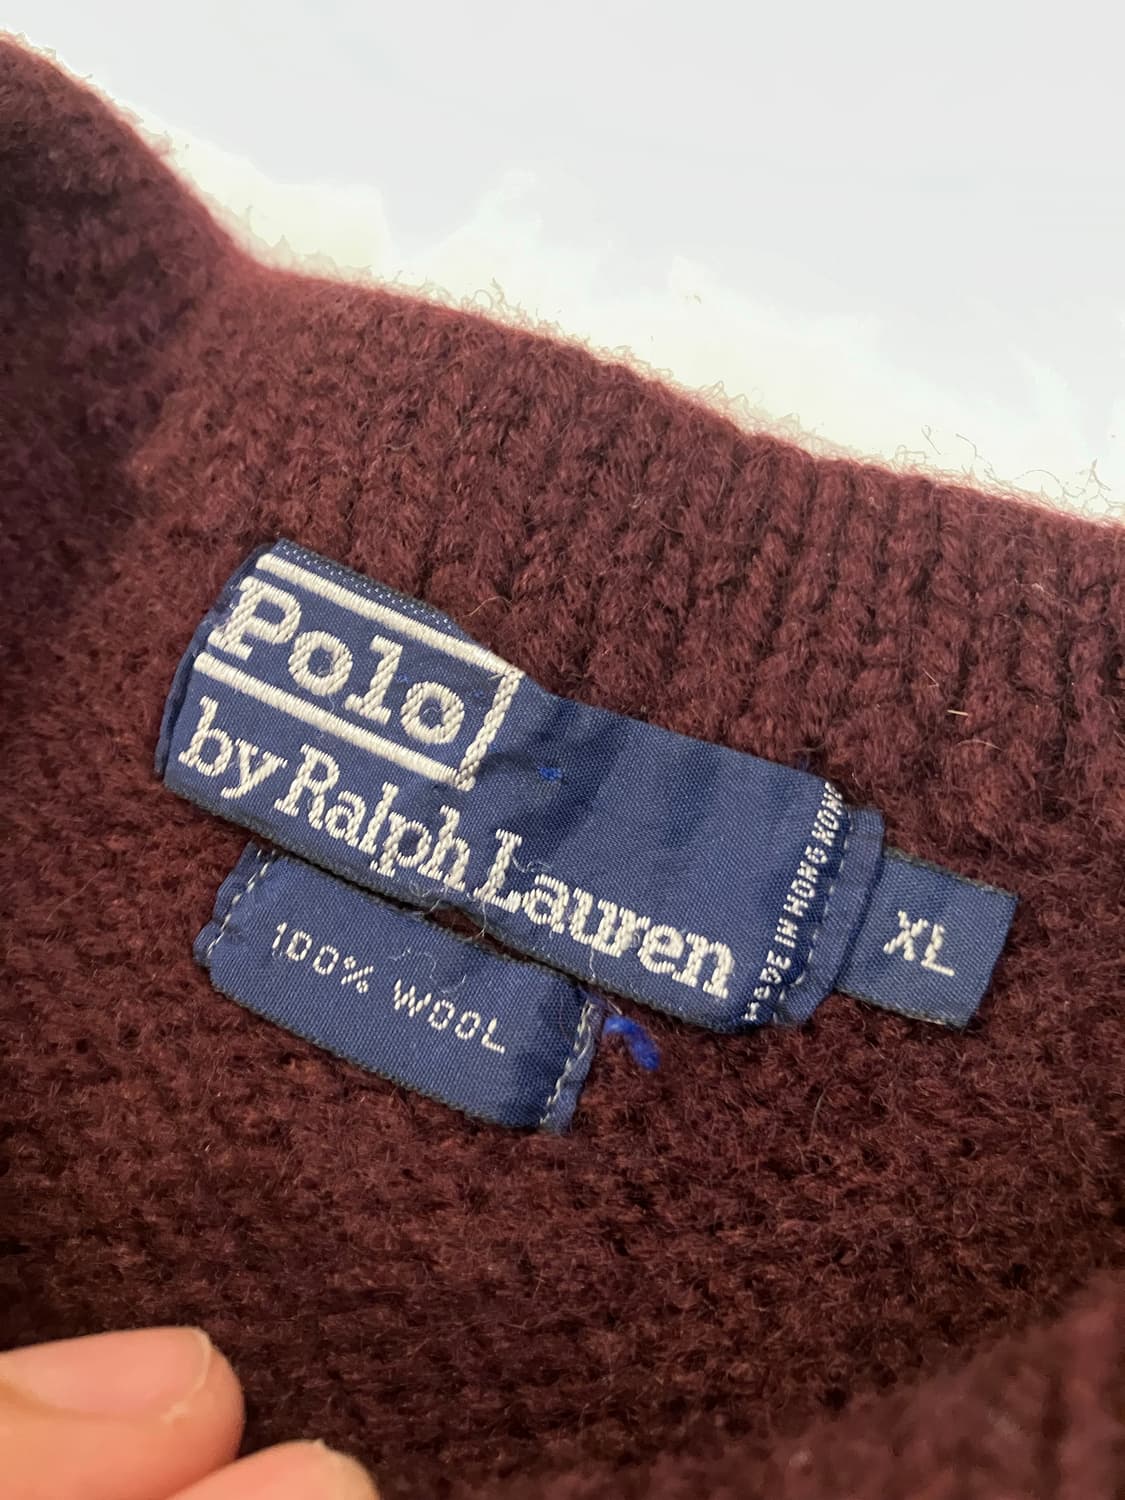 Polo
by Ralph Lauren
MADE IN HONG KONG
XL
100% WOOL